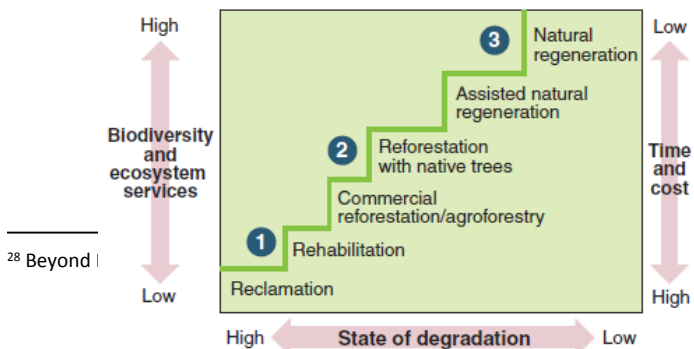 High
3
Natural
regeneration
Low
Assisted natural
regeneration
Biodiversity
and
ecosystem
services
2
Reforestation
with native trees
Time
and
cost
Commercial
reforestation/agroforestry
1
Rehabilitation
28 Beyond
Low
Reclamation
High
High
State of degradation
Low